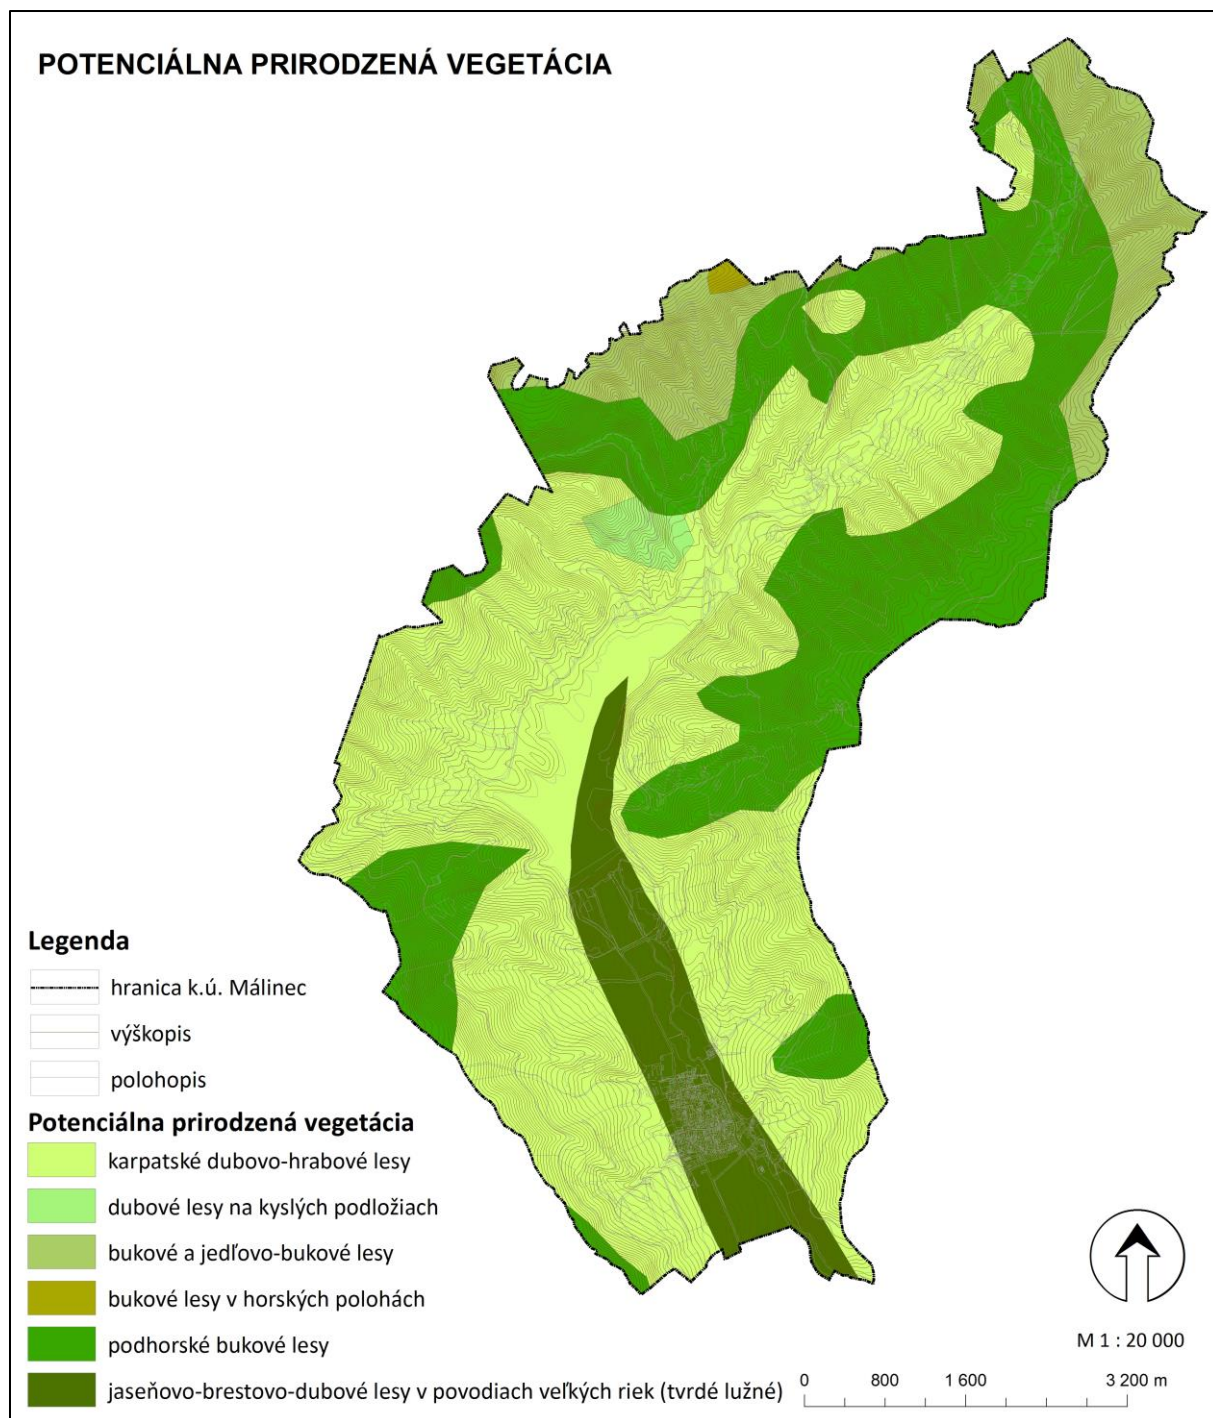 POTENCIÁLNA PRIRODZENÁ VEGETÁCIA
Legenda
hranica k.ú. Málinec
výškopis
polohopis
Potenciálna prirodzená vegetácia
karpatské dubovo-hrabové lesy
dubové lesy na kyslých podložiach
bukové a jedľovo-bukové lesy
bukové lesy v horských polohách
podhorské bukové lesy
jaseňovo-brestovo-dubové lesy v povodiach veľkých riek (tvrdé lužné)
M 1 : 20 000
0 800 1 600 3 200 m